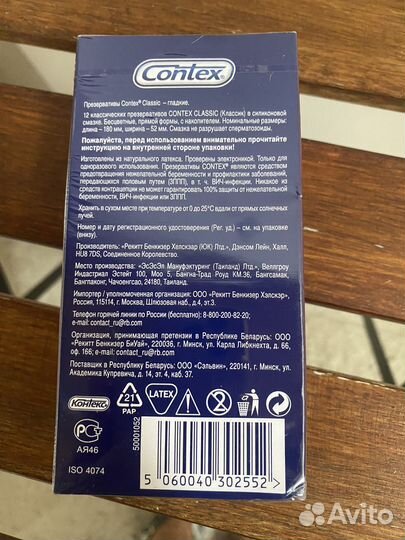 Contex®
Презервативы Contex® Classic – гладкие.
12 классических презервативов CONTEX CLASSIC (Классик) в силиконовой
смазке. Бесцветные, прямой формы, с накопителем. Номинальные размеры:
длина – 180 мм, ширина – 52 мм. Смазка не разрушает сперматозоиды.
Пожалуйста, перед использованием внимательно прочитайте
инструкцию на внутренней стороне упаковки!
Изготовлены из натурального латекса. Проверены электроникой. Только для
одноразового использования. Презервативы CONTEX® являются средством
предотвращения нежелательной беременности и профилактики заболеваний,
передающихся половым путем (ЗППП), в т. ч. ВИЧ-инфекции. Никакое из
средств контрацепции не может гарантировать 100% защиты от нежелательной
беременности, ВИЧ-инфекции или ЗППП.
Хранить в сухом месте при температуре от 0 до 25°C вдали от прямых солнечных
лучей.
Номер и дату регистрационного удостоверения (Рег. уд.) – см. на упаковке
(внизу).
Производитель: «Рекитт Бенкизер Хелскэр (ЮК) Лтд.», Дэнсом Лейн, Халл,
HU8 7DS, Соединенное Королевство.
Место производства: «ЭсЭсЭл Мануфэктуринг (Таиланд) Лтд.», Веллгроу
Индастриал Эстейт 100, Моо 5, Бангна-Трад Роуд КМ.36, Бангсамак,
Бангпаконг, Чаченгсао, 24180, Таиланд.
Импортер / уполномоченная организация: ООО «Рекитт Бенкизер Хэлскэр»,
Россия, 115114, г. Москва, Шлюзовая наб., д.4, эт.3.
Телефон горячей линии по России (бесплатно): 8-800-200-82-20;
e-mail: contact_ru@rb.com
Организация, принимающая претензии в Республике Беларусь: ООО
«Рекитт Бенкизер БиУай», 220036, г. Минск, ул. Карла Либкнехта, д. 66,
оф. 166; e-mail: contact_ru@rb.com
Поставщик в Республику Беларусь: ООО «Сэльвин», 220141, г. Минск, ул.
Академика Купревича, д. 14, эт. 4, каб. 37.
Контекс
21
PAP
LATEX
2
РС
АЯ46
ISO 4074
50001052
5 060040 302552
Avito